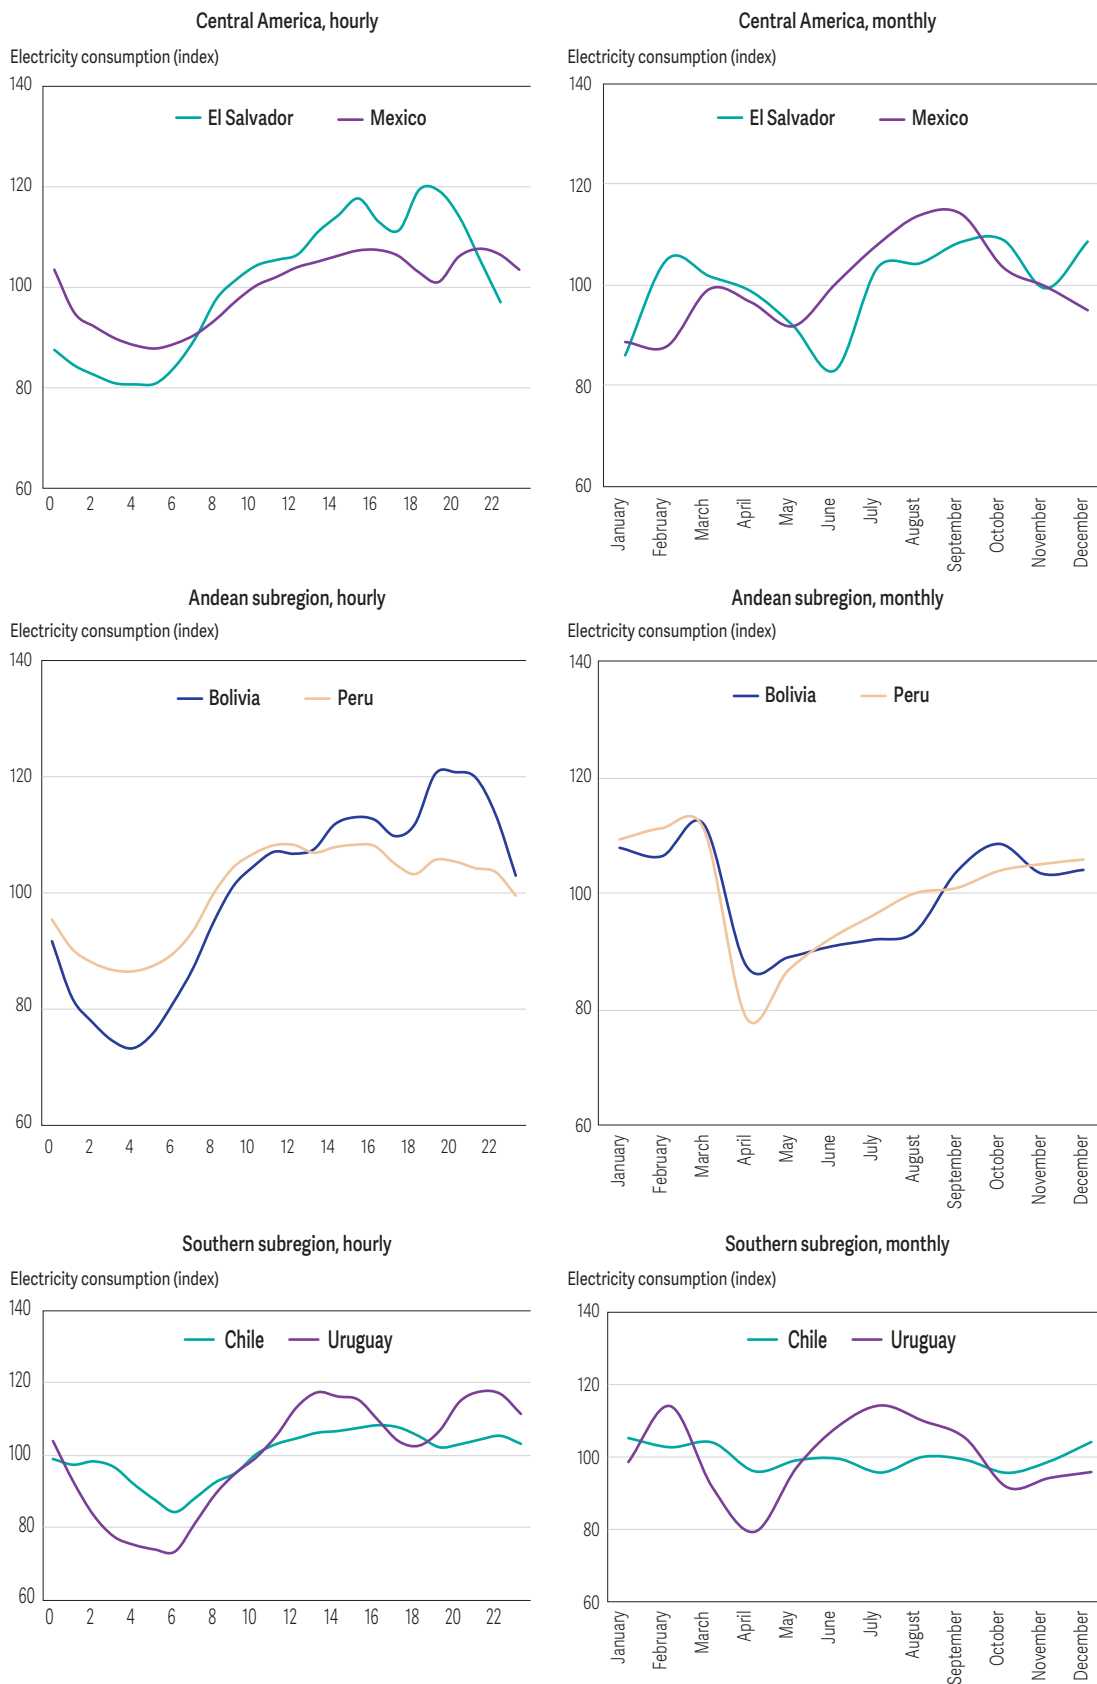 Central America, hourly
Electricity consumption (index)
140
El Salvador Mexico
120
100
80
60
0 2 4 6 8 10 12 14 16 18 20 22
Central America, monthly
Electricity consumption (index)
140
El Salvador Mexico
120
100
80
60
January February March April May June July August September October November December
Andean subregion, hourly
Electricity consumption (index)
140
Bolivia Peru
120
100
80
60
0 2 4 6 8 10 12 14 16 18 20 22
Andean subregion, monthly
Electricity consumption (index)
140
Bolivia Peru
120
100
80
60
January February March April May June July August September October November December
Southern subregion, hourly
Electricity consumption (index)
140
Chile Uruguay
120
100
80
60
0 2 4 6 8 10 12 14 16 18 20 22
Southern subregion, monthly
Electricity consumption (index)
140
Chile Uruguay
120
100
80
60
January February March April May June July August September October November December